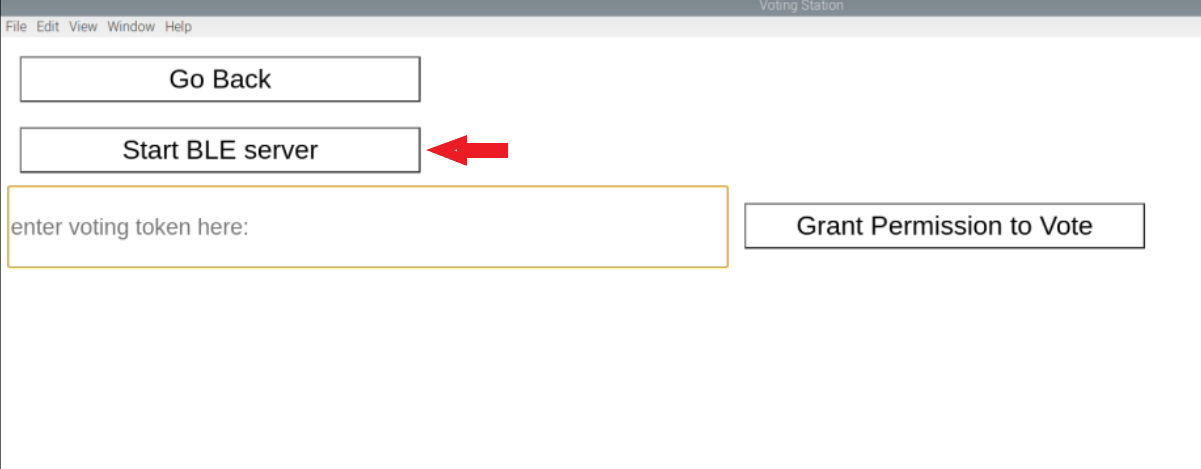 Voting Station
File Edit View Window Help
Go Back
Start BLE server
enter voting token here:
Grant Permission to Vote